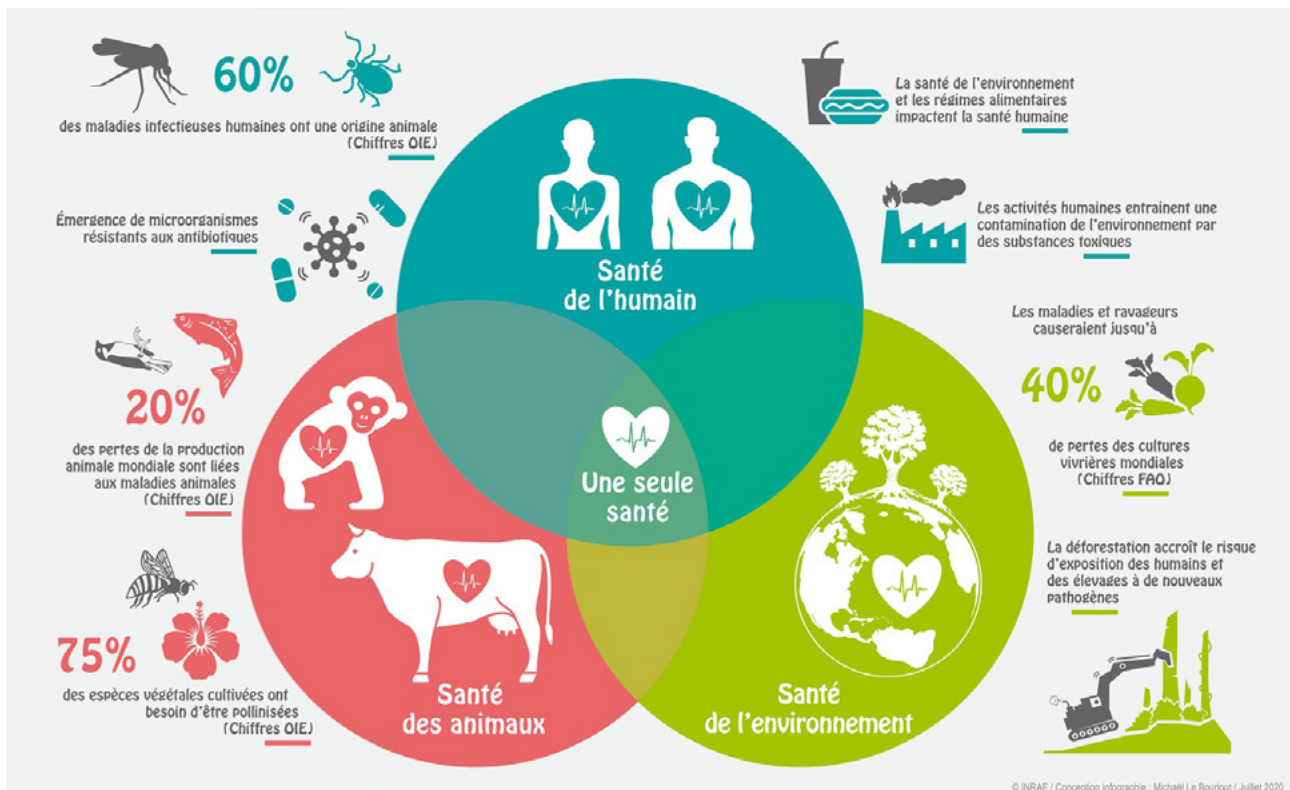 60%
des maladies infectieuses humaines ont une origine animale
(Chiffres OIE)
Émergence de microorganismes
résistants aux antibiotiques
20%
des pertes de la production
animale mondiale sont liées
aux maladies animales
(Chiffres OIE)
75%
des espèces végétales cultivées ont
besoin d'être pollinisées
(Chiffres OIE)
Santé
de l'humain
Une seule
santé
Santé
des animaux
Santé
de l'environnement
La santé de l'environnement
et les régimes alimentaires
impactent la santé humaine
Les activités humaines entrainent une
contamination de l'environnement par
des substances toxiques
Les maladies et ravageurs
causeraient jusqu'à
40%
de pertes des cultures
vivrières mondiales
(Chiffres FAO)
La déforestation accroît le risque
d'exposition des humains et
des élevages à de nouveaux
pathogènes
© INRAE / Conception infographie : Michaël Le Bourlout / Juillet 2020